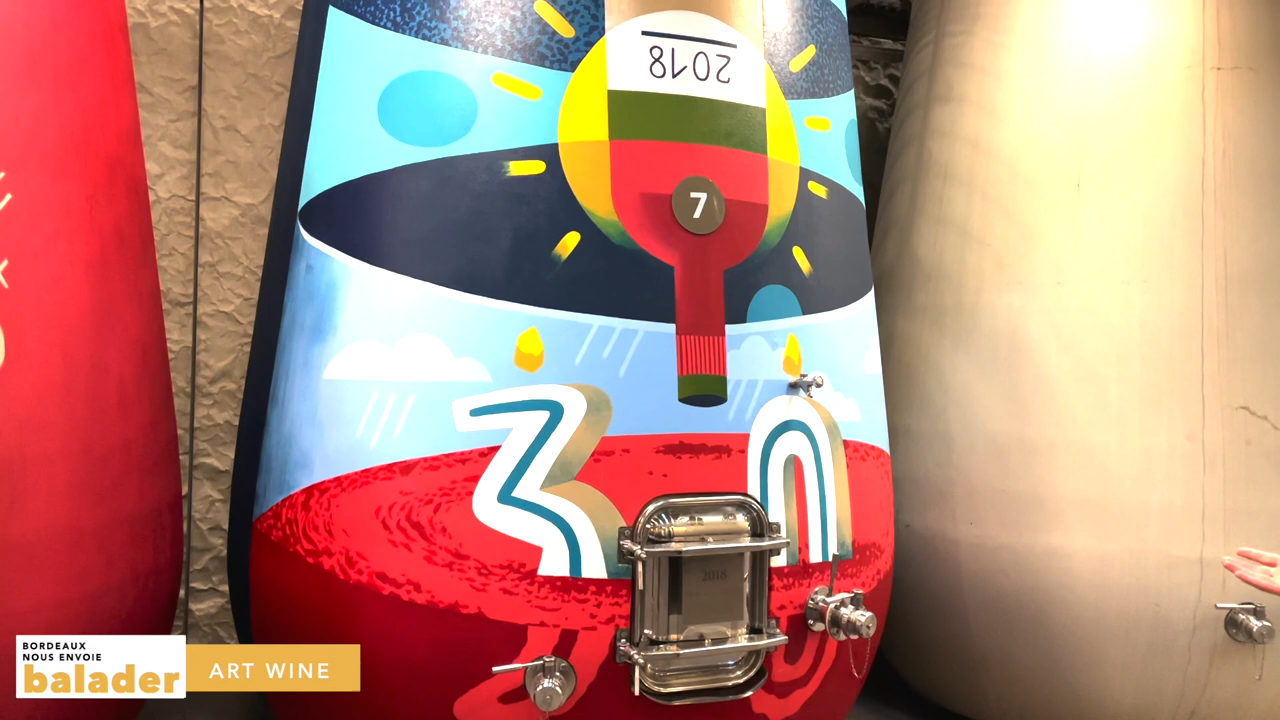 2018
7
30
2018
BORDEAUX
NOUS ENVOIE
balader
ART WINE